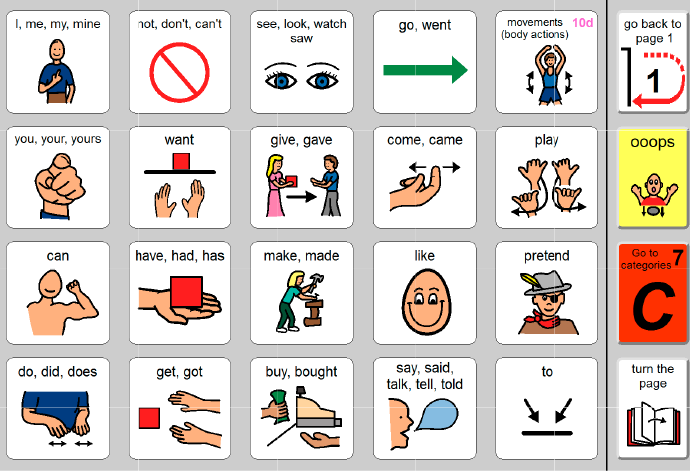 I, me, my, mine
not, don't, can't
see, look, watch
saw
go, went
movements 10d
(body actions)
go back to
page 1
1
you, your, yours
want
give, gave
come, came
play
ooops
can
have, had, has
make, made
like
pretend
Go to
categories 7
C
do, did, does
get, got
buy, bought
say, said,
talk, tell, told
to
turn the
page